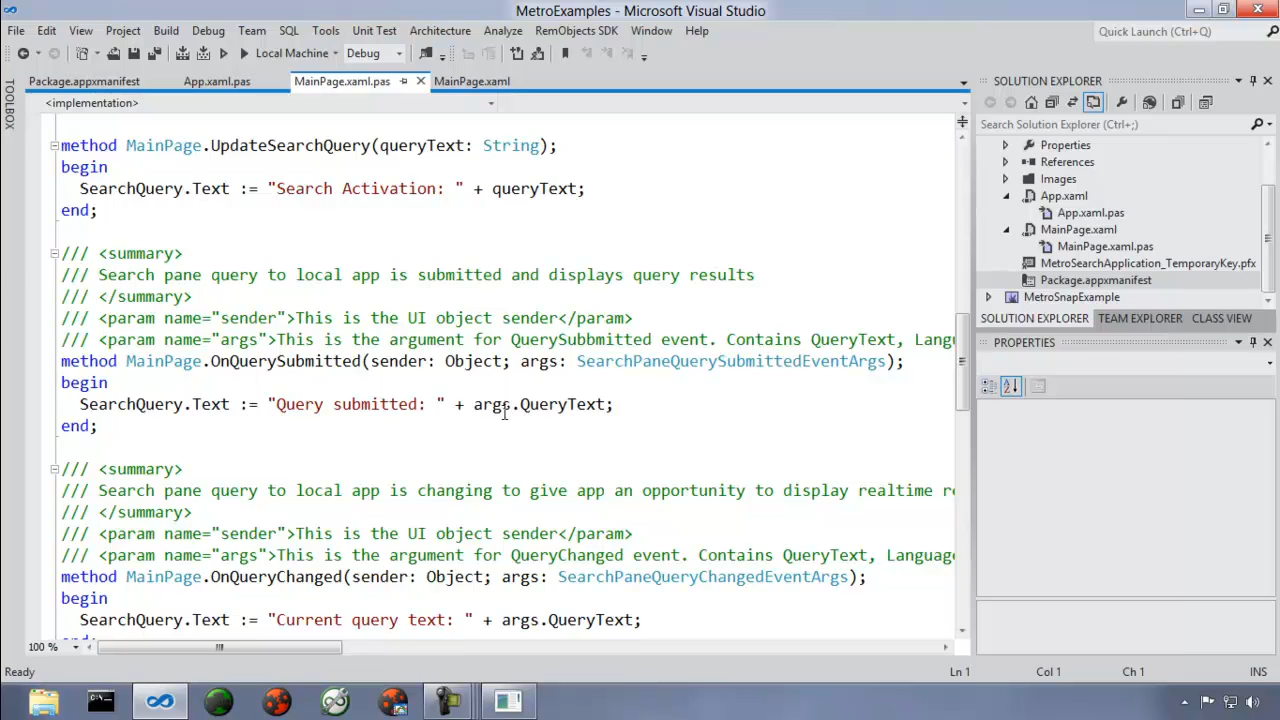 MetroExamples - Microsoft Visual Studio
File Edit View Project Build Debug Team SQL Tools Unit Test Architecture Analyze RemObjects SDK Window Help
Quick Launch (Ctrl+;)
Local Machine Debug
Package.appxmanifest App.xaml.pas MainPage.xaml.pas MainPage.xaml
TOOLBOX
<implementation>
method MainPage.UpdateSearchQuery(queryText: String);
begin
SearchQuery.Text := "Search Activation: " + queryText;
end;
/// <summary>
/// Search pane query to local app is submitted and displays query results
/// </summary>
/// <param name="sender">This is the UI object sender</param>
/// <param name="args">This is the argument for QuerySubbmitted event. Contains QueryText, Langu
method MainPage.OnQuerySubmitted(sender: Object; args: SearchPaneQuerySubmittedEventArgs);
begin
SearchQuery.Text := "Query submitted: " + args.QueryText;
end;
/// <summary>
/// Search pane query to local app is changing to give app an opportunity to display realtime re
/// </summary>
/// <param name="sender">This is the UI object sender</param>
/// <param name="args">This is the argument for QueryChanged event. Contains QueryText, Language
method MainPage.OnQueryChanged(sender: Object; args: SearchPaneQueryChangedEventArgs);
begin
SearchQuery.Text := "Current query text: " + args.QueryText;
100 %
SOLUTION EXPLORER
Search Solution Explorer (Ctrl+;)
Properties
References
Images
App.xaml
App.xaml.pas
MainPage.xaml
MainPage.xaml.pas
MetroSearchApplication_TemporaryKey.pfx
Package.appxmanifest
MetroSnapExample
SOLUTION EXPLORER TEAM EXPLORER CLASS VIEW
PROPERTIES
Ready Ln 1 Col 1 Ch 1 INS